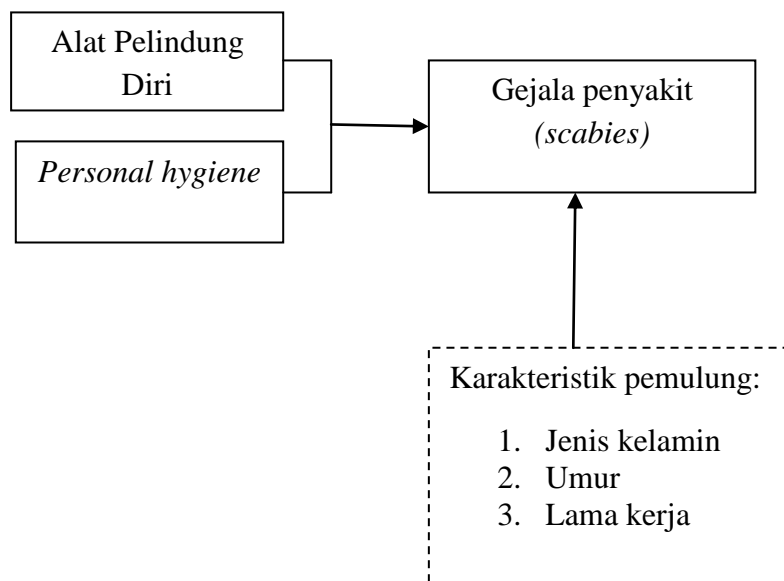 Alat Pelindung
Diri
Personal hygiene
Gejala penyakit
(scabies)
Karakteristik pemulung:
1. Jenis kelamin
2. Umur
3. Lama kerja